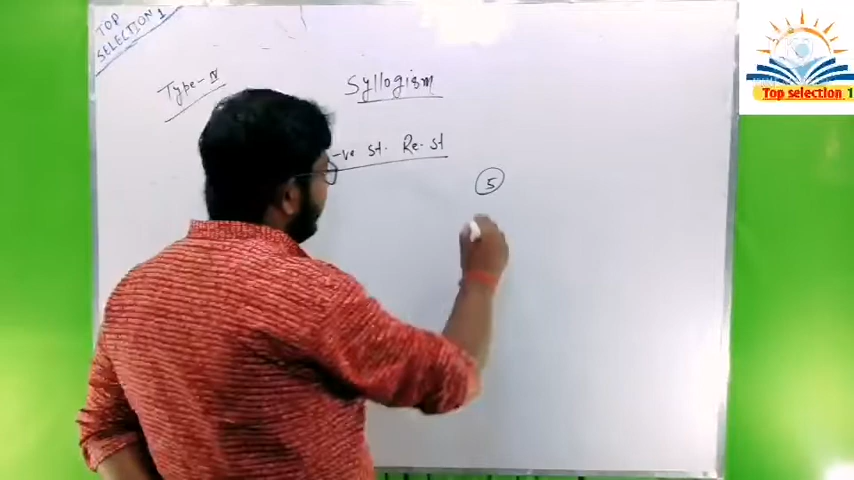 TOP
SELECTION 1
Type-IV
Syllogism
-ve st. Re. st
5
Top selection 1